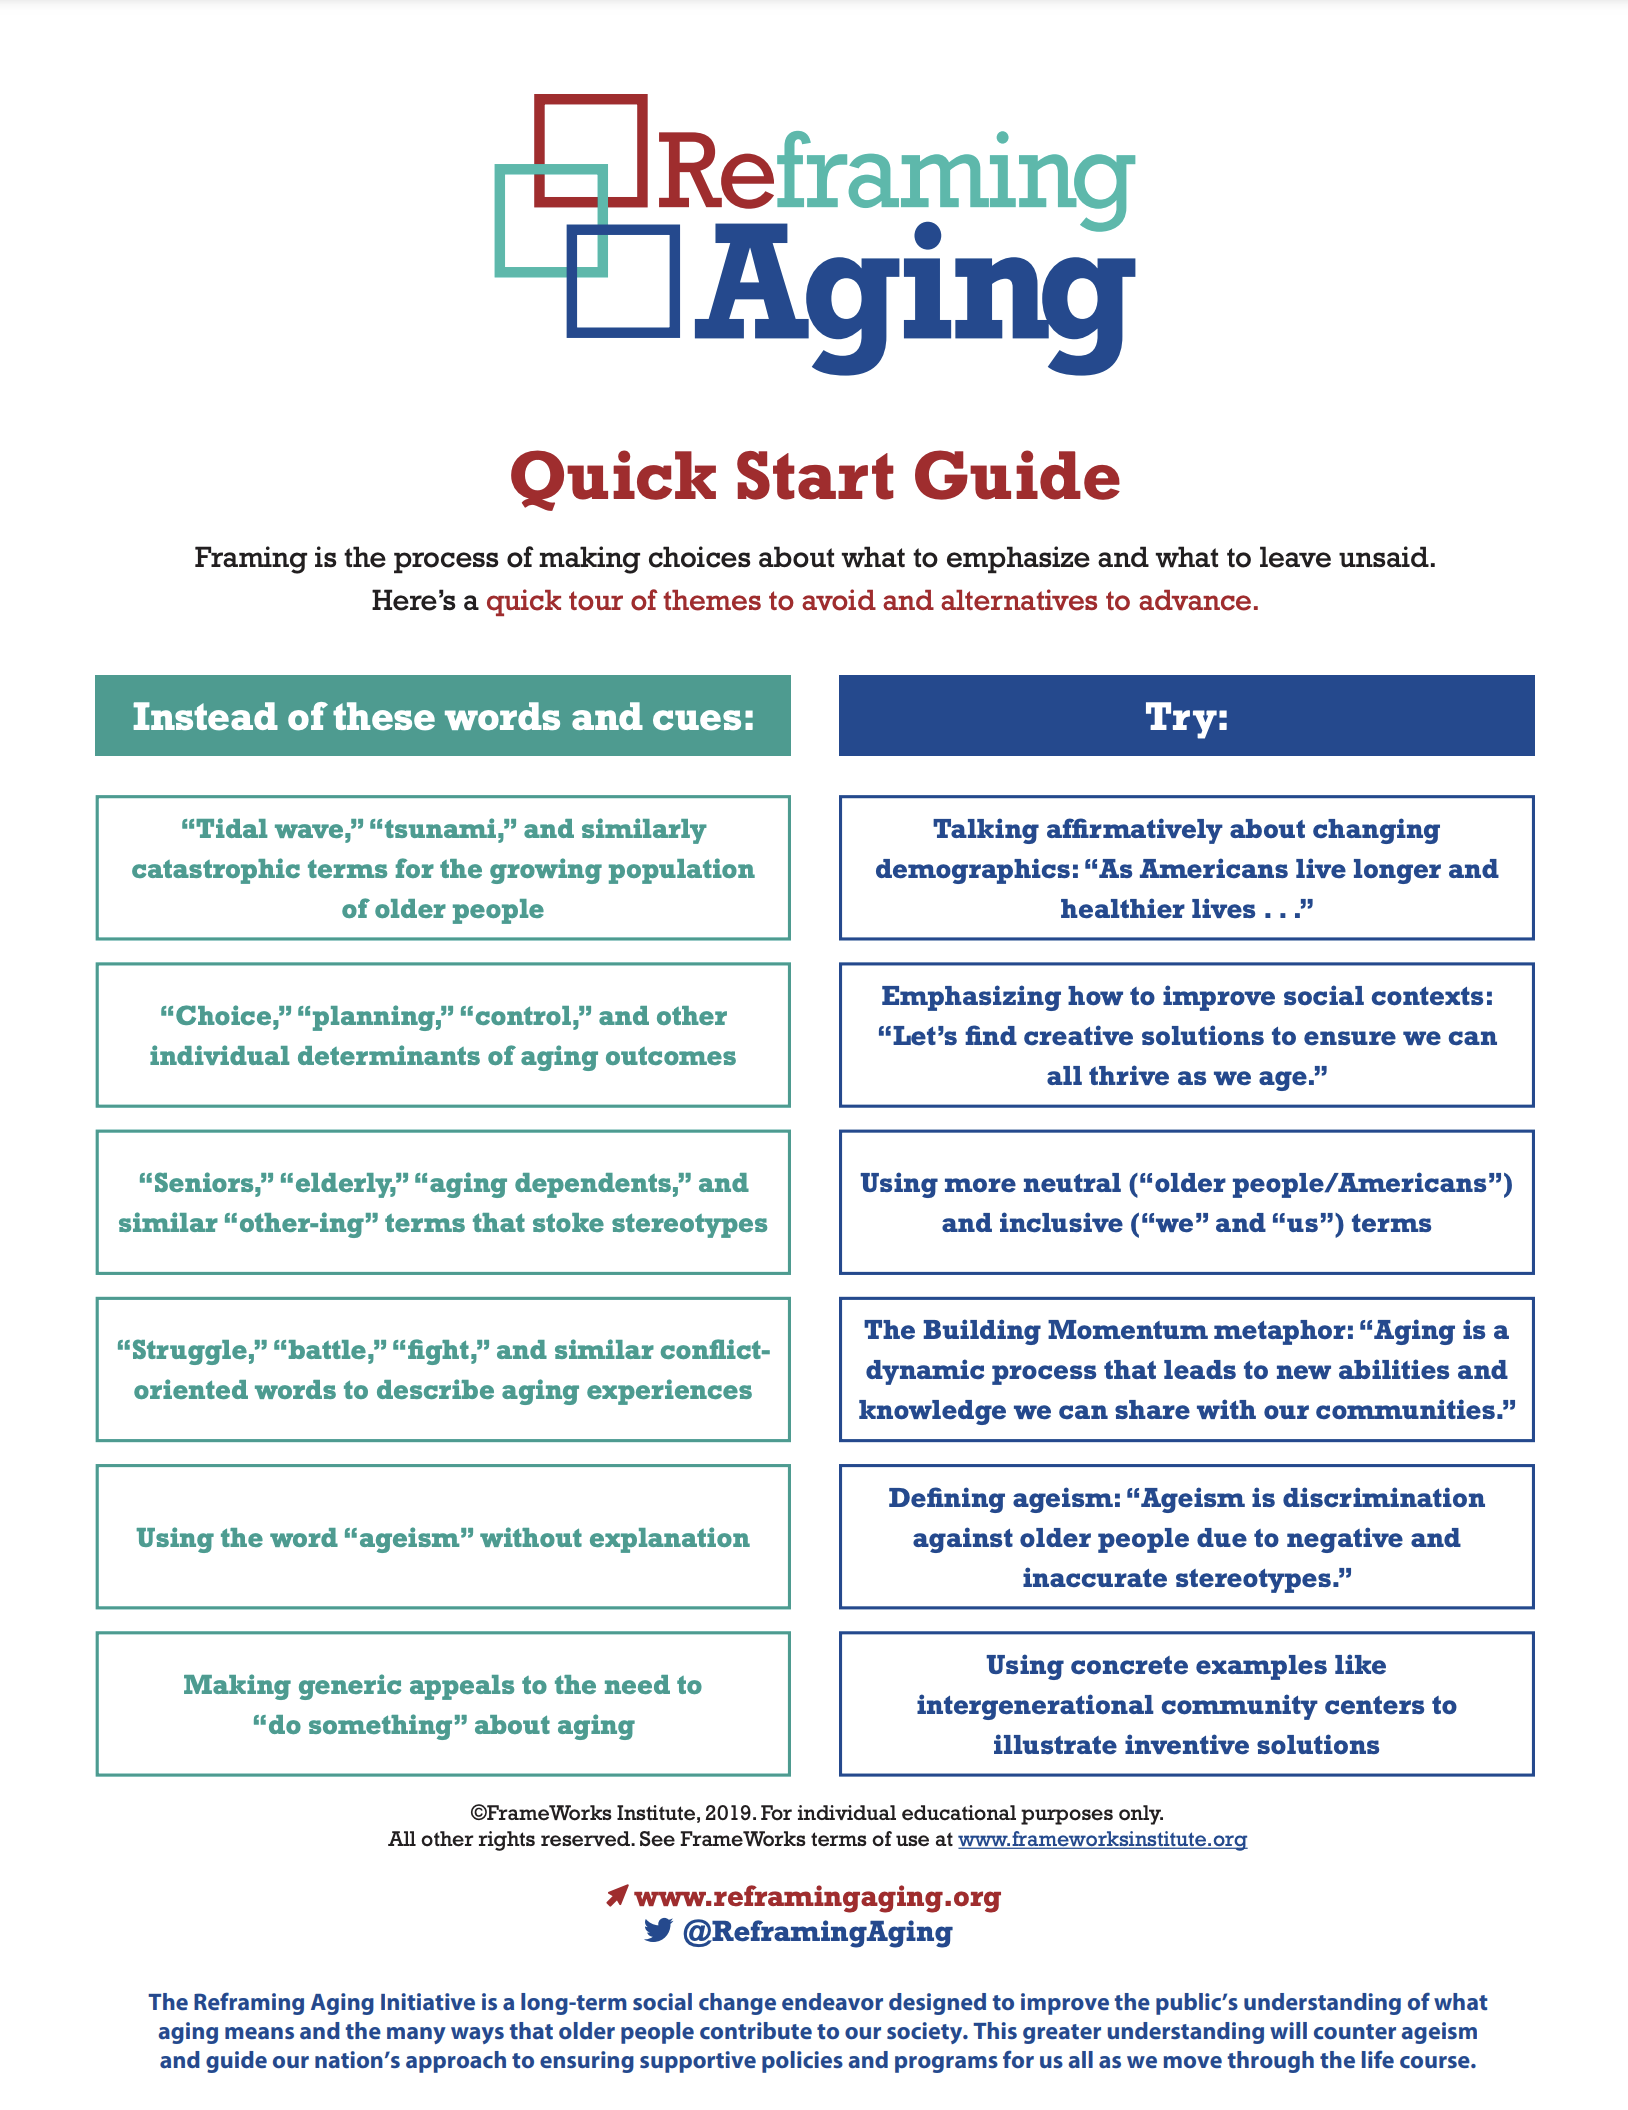 Reframing
Aging
Quick Start Guide
Framing is the process of making choices about what to emphasize and what to leave unsaid.
Here’s a quick tour of themes to avoid and alternatives to advance.
Instead of these words and cues:
Try:
“Tidal wave,” “tsunami,” and similarly
catastrophic terms for the growing population
of older people
Talking affirmatively about changing
demographics: “As Americans live longer and
healthier lives . . .”
“Choice,” “planning,” “control,” and other
individual determinants of aging outcomes
Emphasizing how to improve social contexts:
“Let’s find creative solutions to ensure we can
all thrive as we age.”
“Seniors,” “elderly,” “aging dependents,” and
similar “other-ing” terms that stoke stereotypes
Using more neutral (“older people/Americans”)
and inclusive (“we” and “us”) terms
“Struggle,” “battle,” “fight,” and similar conflict-
oriented words to describe aging experiences
The Building Momentum metaphor: “Aging is a
dynamic process that leads to new abilities and
knowledge we can share with our communities.”
Using the word “ageism” without explanation
Defining ageism: “Ageism is discrimination
against older people due to negative and
inaccurate stereotypes.”
Making generic appeals to the need to
“do something” about aging
Using concrete examples like
intergenerational community centers to
illustrate inventive solutions
©FrameWorks Institute, 2019. For individual educational purposes only.
All other rights reserved. See FrameWorks terms of use at www.frameworksinstitute.org
www.reframingaging.org
@ReframingAging
The Reframing Aging Initiative is a long-term social change endeavor designed to improve the public’s understanding of what
aging means and the many ways that older people contribute to our society. This greater understanding will counter ageism
and guide our nation’s approach to ensuring supportive policies and programs for us all as we move through the life course.